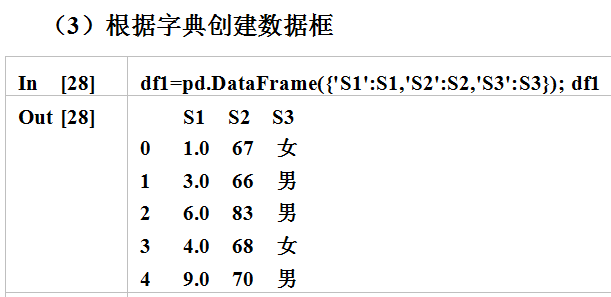 （3）根据字典创建数据框
In [28] df1=pd.DataFrame({'S1':S1,'S2':S2,'S3':S3}); df1
Out [28] S1 S2 S3
0 1.0 67 女
1 3.0 66 男
2 6.0 83 男
3 4.0 68 女
4 9.0 70 男